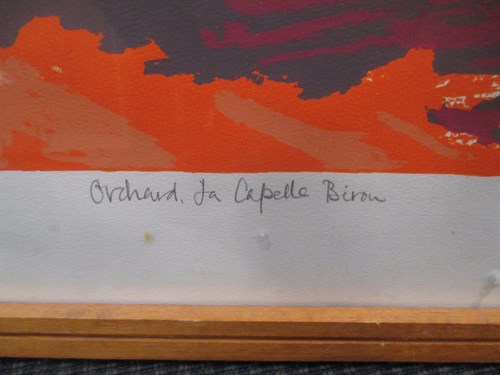 Orchard. La Capelle Biron